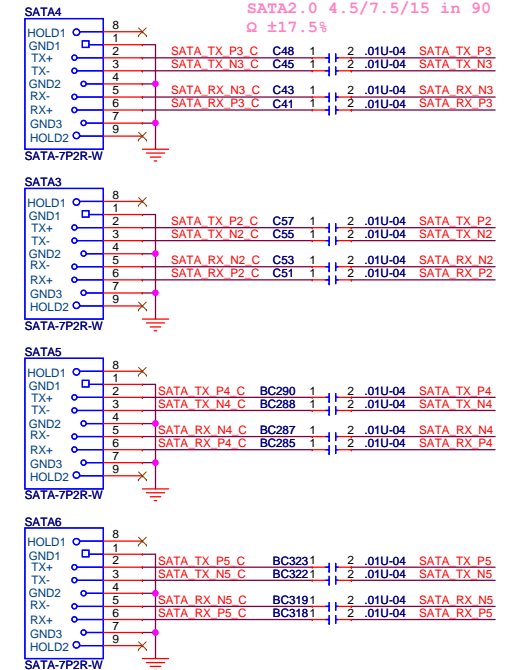 SATA2.0 4.5/7.5/15 in 90
Ω ±17.5%
SATA4
HOLD1 8
GND1 1
TX+ 2 SATA_TX_P3_C C48 1 2 .01U-04 SATA_TX_P3
TX- 3 SATA_TX_N3_C C45 1 2 .01U-04 SATA_TX_N3
GND2 4
RX- 5 SATA_RX_N3_C C43 1 2 .01U-04 SATA_RX_N3
RX+ 6 SATA_RX_P3_C C41 1 2 .01U-04 SATA_RX_P3
GND3 7
HOLD2 9
SATA-7P2R-W
SATA3
HOLD1 8
GND1 1
TX+ 2 SATA_TX_P2_C C57 1 2 .01U-04 SATA_TX_P2
TX- 3 SATA_TX_N2_C C55 1 2 .01U-04 SATA_TX_N2
GND2 4
RX- 5 SATA_RX_N2_C C53 1 2 .01U-04 SATA_RX_N2
RX+ 6 SATA_RX_P2_C C51 1 2 .01U-04 SATA_RX_P2
GND3 7
HOLD2 9
SATA-7P2R-W
SATA5
HOLD1 8
GND1 1
TX+ 2 SATA_TX_P4_C BC290 1 2 .01U-04 SATA_TX_P4
TX- 3 SATA_TX_N4_C BC288 1 2 .01U-04 SATA_TX_N4
GND2 4
RX- 5 SATA_RX_N4_C BC287 1 2 .01U-04 SATA_RX_N4
RX+ 6 SATA_RX_P4_C BC285 1 2 .01U-04 SATA_RX_P4
GND3 7
HOLD2 9
SATA-7P2R-W
SATA6
HOLD1 8
GND1 1
TX+ 2 SATA_TX_P5_C BC323 1 2 .01U-04 SATA_TX_P5
TX- 3 SATA_TX_N5_C BC322 1 2 .01U-04 SATA_TX_N5
GND2 4
RX- 5 SATA_RX_N5_C BC319 1 2 .01U-04 SATA_RX_N5
RX+ 6 SATA_RX_P5_C BC318 1 2 .01U-04 SATA_RX_P5
GND3 7
HOLD2 9
SATA-7P2R-W